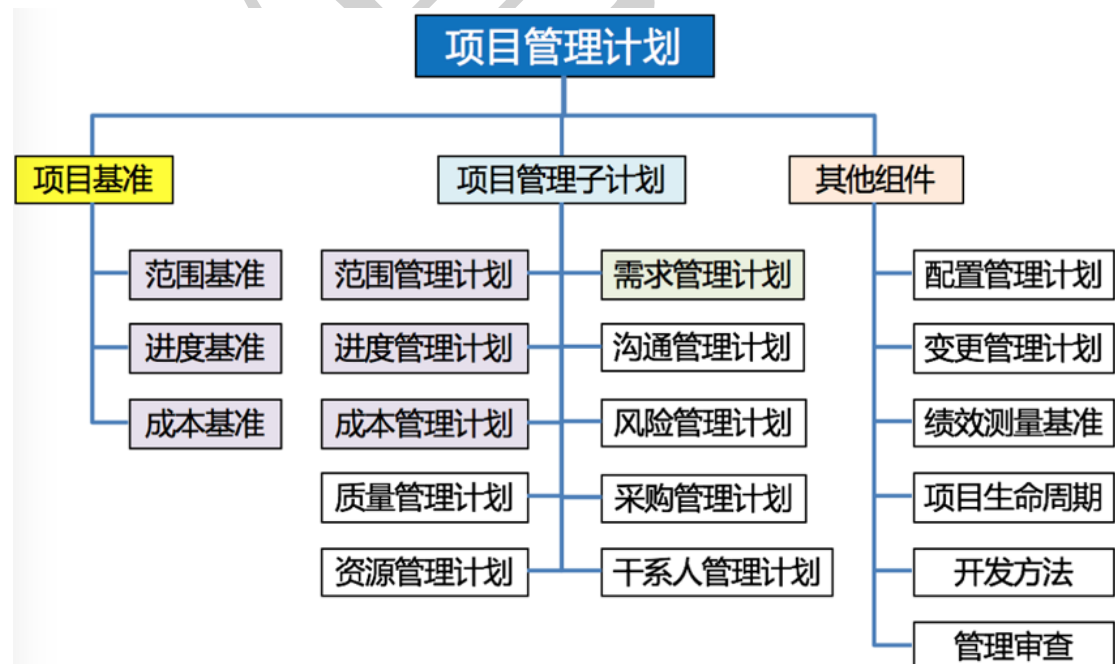 项目管理计划
项目基准
项目管理子计划
其他组件
范围基准
范围管理计划
需求管理计划
配置管理计划
进度基准
进度管理计划
沟通管理计划
变更管理计划
成本基准
成本管理计划
风险管理计划
绩效测量基准
质量管理计划
采购管理计划
项目生命周期
资源管理计划
干系人管理计划
开发方法
管理审查